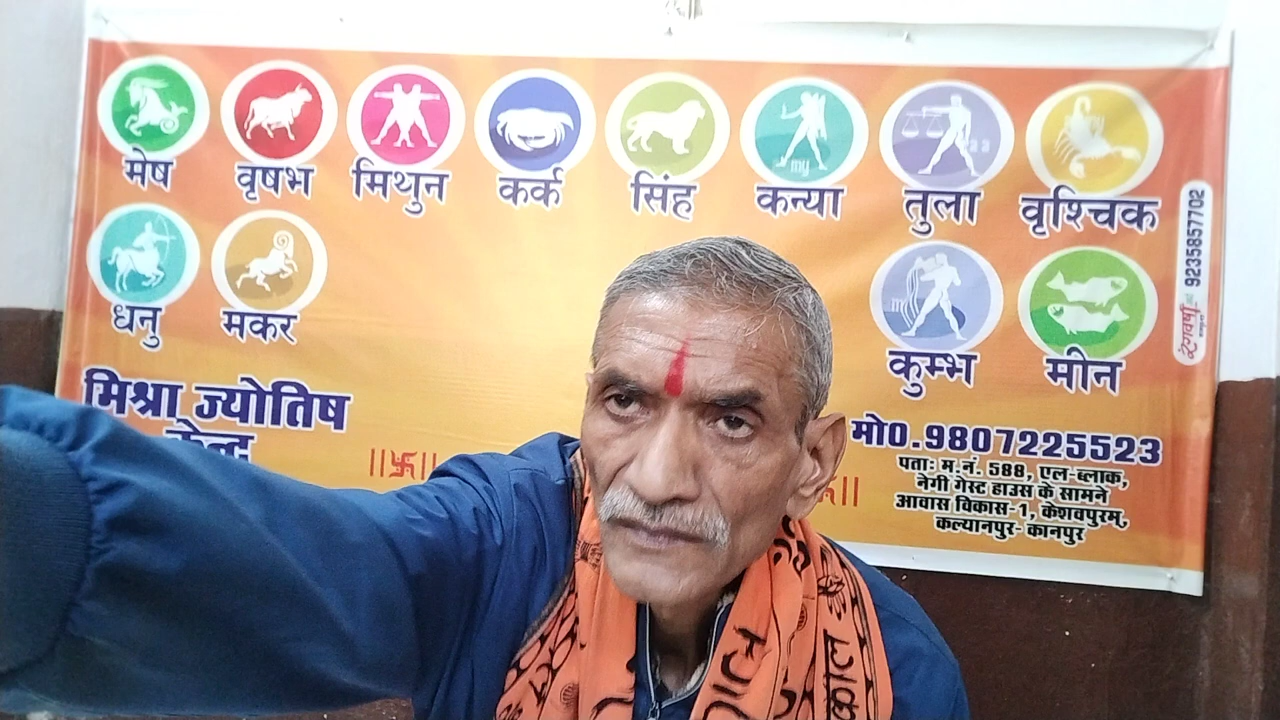 मेष
वृषभ
मिथुन
कर्क
सिंह
कन्या
तुला
वृश्चिक
धनु
मकर
कुम्भ
मीन
मिश्रा ज्योतिष
केन्द्र
मो0.9807225523
पताः म.नं. 588, एल-ब्लाक,
नेगी गेस्ट हाउस के सामने
आवास विकास-1, केशवपुरम्,
कल्यानपुर- कानपुर
रंगवर्षा 9235857702